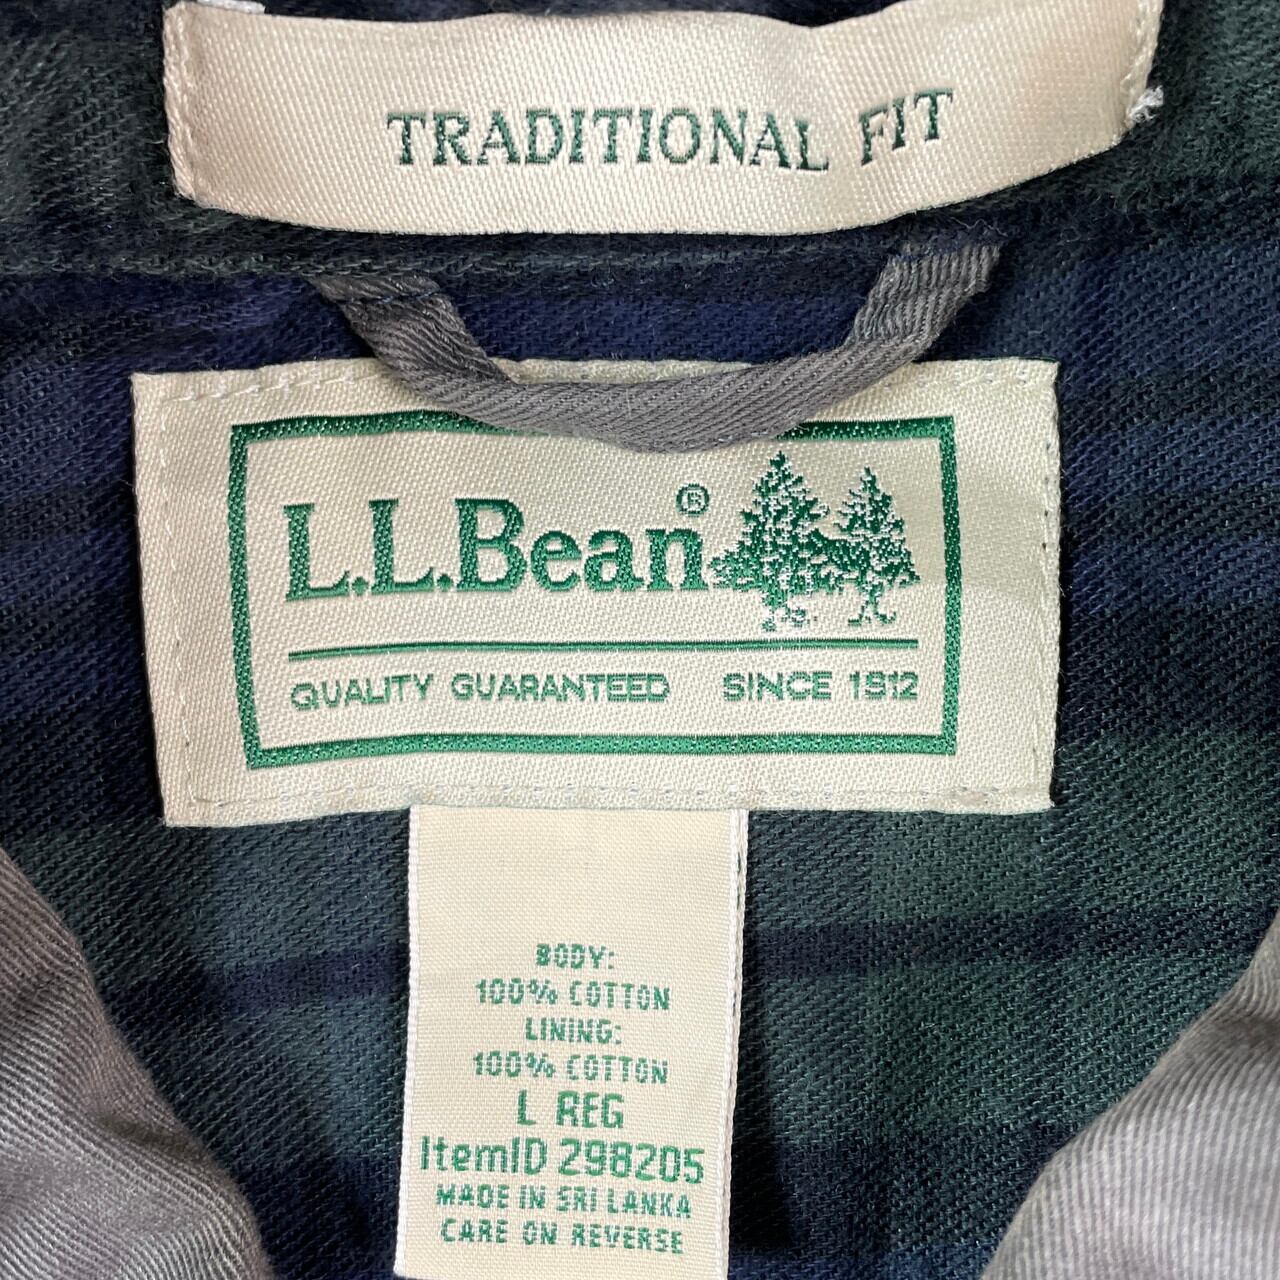 TRADITIONAL FIT
L.L.Bean®
QUALITY GUARANTEED SINCE 1912
BODY:
100% COTTON
LINING:
100% COTTON
L REG
ItemID 298205
MADE IN SRI LANKA
CARE ON REVERSE